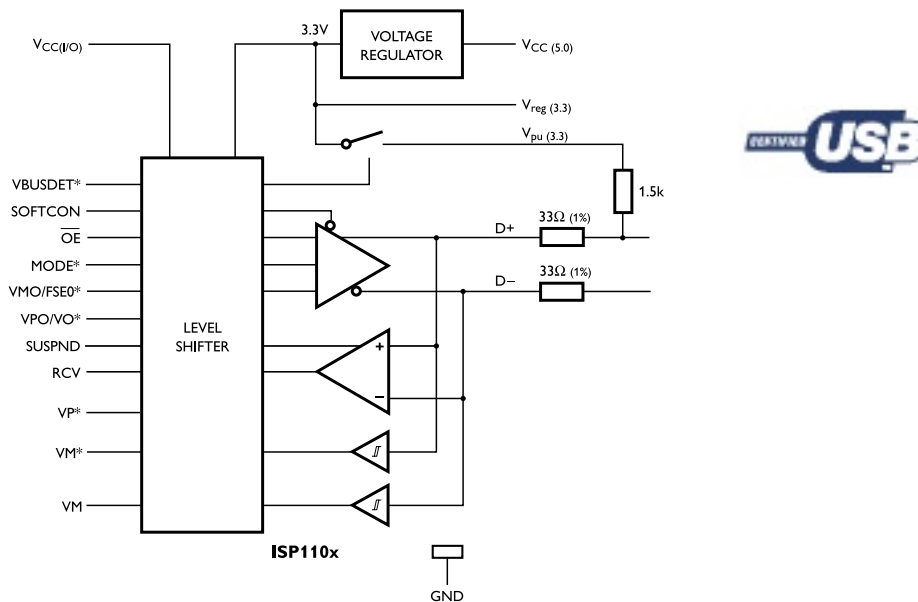 VCC(I/O)
3.3V
VOLTAGE
REGULATOR
VCC (5.0)
Vreg (3.3)
Vpu (3.3)
CERTIFIED USB
1.5k
VBUSDET*
SOFTCON
OE
MODE*
VMO/FSE0*
VPO/VO*
SUSPND
RCV
VP*
VM*
VM
LEVEL
SHIFTER
D+
33Ω (1%)
D–
33Ω (1%)
+
–
ISP110x
GND